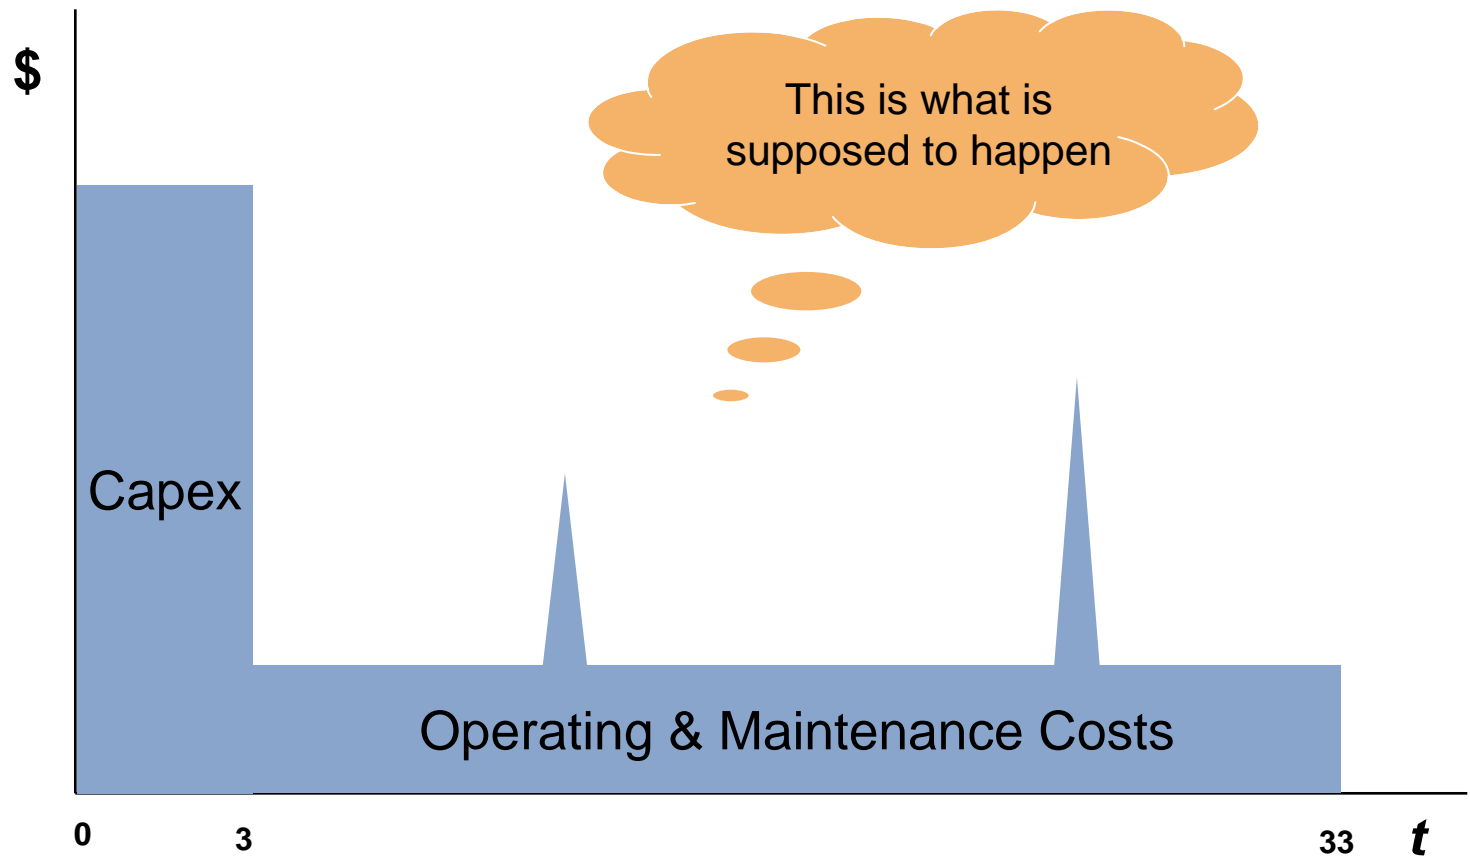 $
This is what is
supposed to happen
Capex
Operating & Maintenance Costs
0
3
33
t